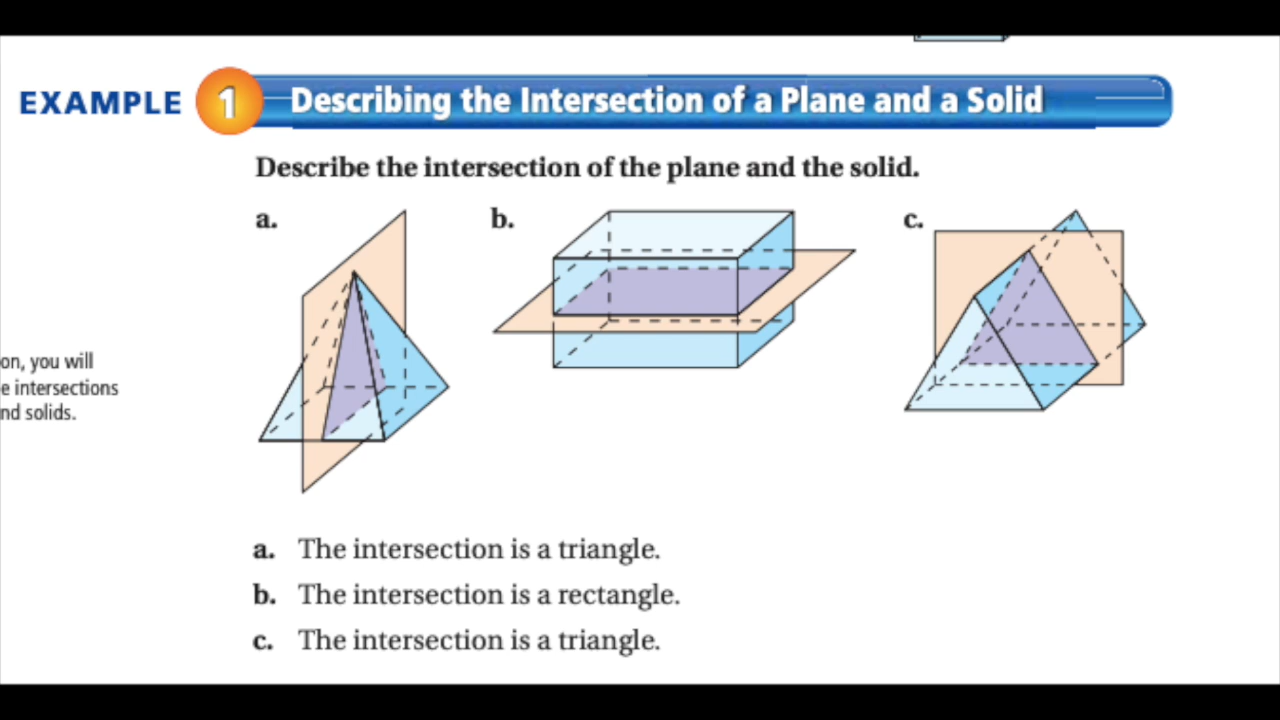 EXAMPLE 1 Describing the Intersection of a Plane and a Solid
Describe the intersection of the plane and the solid.
a. b. c.
on, you will
e intersections
nd solids.
a. The intersection is a triangle.
b. The intersection is a rectangle.
c. The intersection is a triangle.